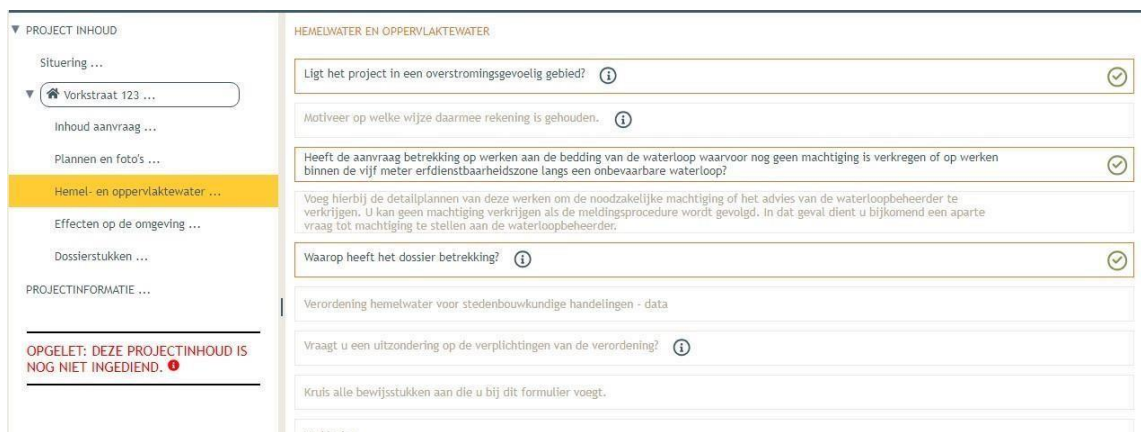 PROJECT INHOUD
Situering ...
Vorkstraat 123 ...
Inhoud aanvraag ...
Plannen en foto's ...
Hemel- en oppervlaktewater ...
Effecten op de omgeving ...
Dossierstukken ...
PROJECTINFORMATIE ...
OPGELET: DEZE PROJECTINHOUD IS
NOG NIET INGEDIEND.
HEMELWATER EN OPPERVLAKTEWATER
Ligt het project in een overstromingsgevoelig gebied?
Motiveer op welke wijze daarmee rekening is gehouden.
Heeft de aanvraag betrekking op werken aan de bedding van de waterloop waarvoor nog geen machtiging is verkregen of op werken
binnen de vijf meter erfdienstbaarheidszone langs een onbevaarbare waterloop?
Voeg hierbij de detailplannen van deze werken om de noodzakelijke machtiging of het advies van de waterloopbeheerder te
verkrijgen. U kan geen machtiging verkrijgen als de meldingsprocedure wordt gevolgd. In dat geval dient u bijkomend een aparte
vraag tot machtiging te stellen aan de waterloopbeheerder.
Waarop heeft het dossier betrekking?
Verordening hemelwater voor stedenbouwkundige handelingen - data
Vraagt u een uitzondering op de verplichtingen van de verordening?
Kruis alle bewijsstukken aan die u bij dit formulier voegt.